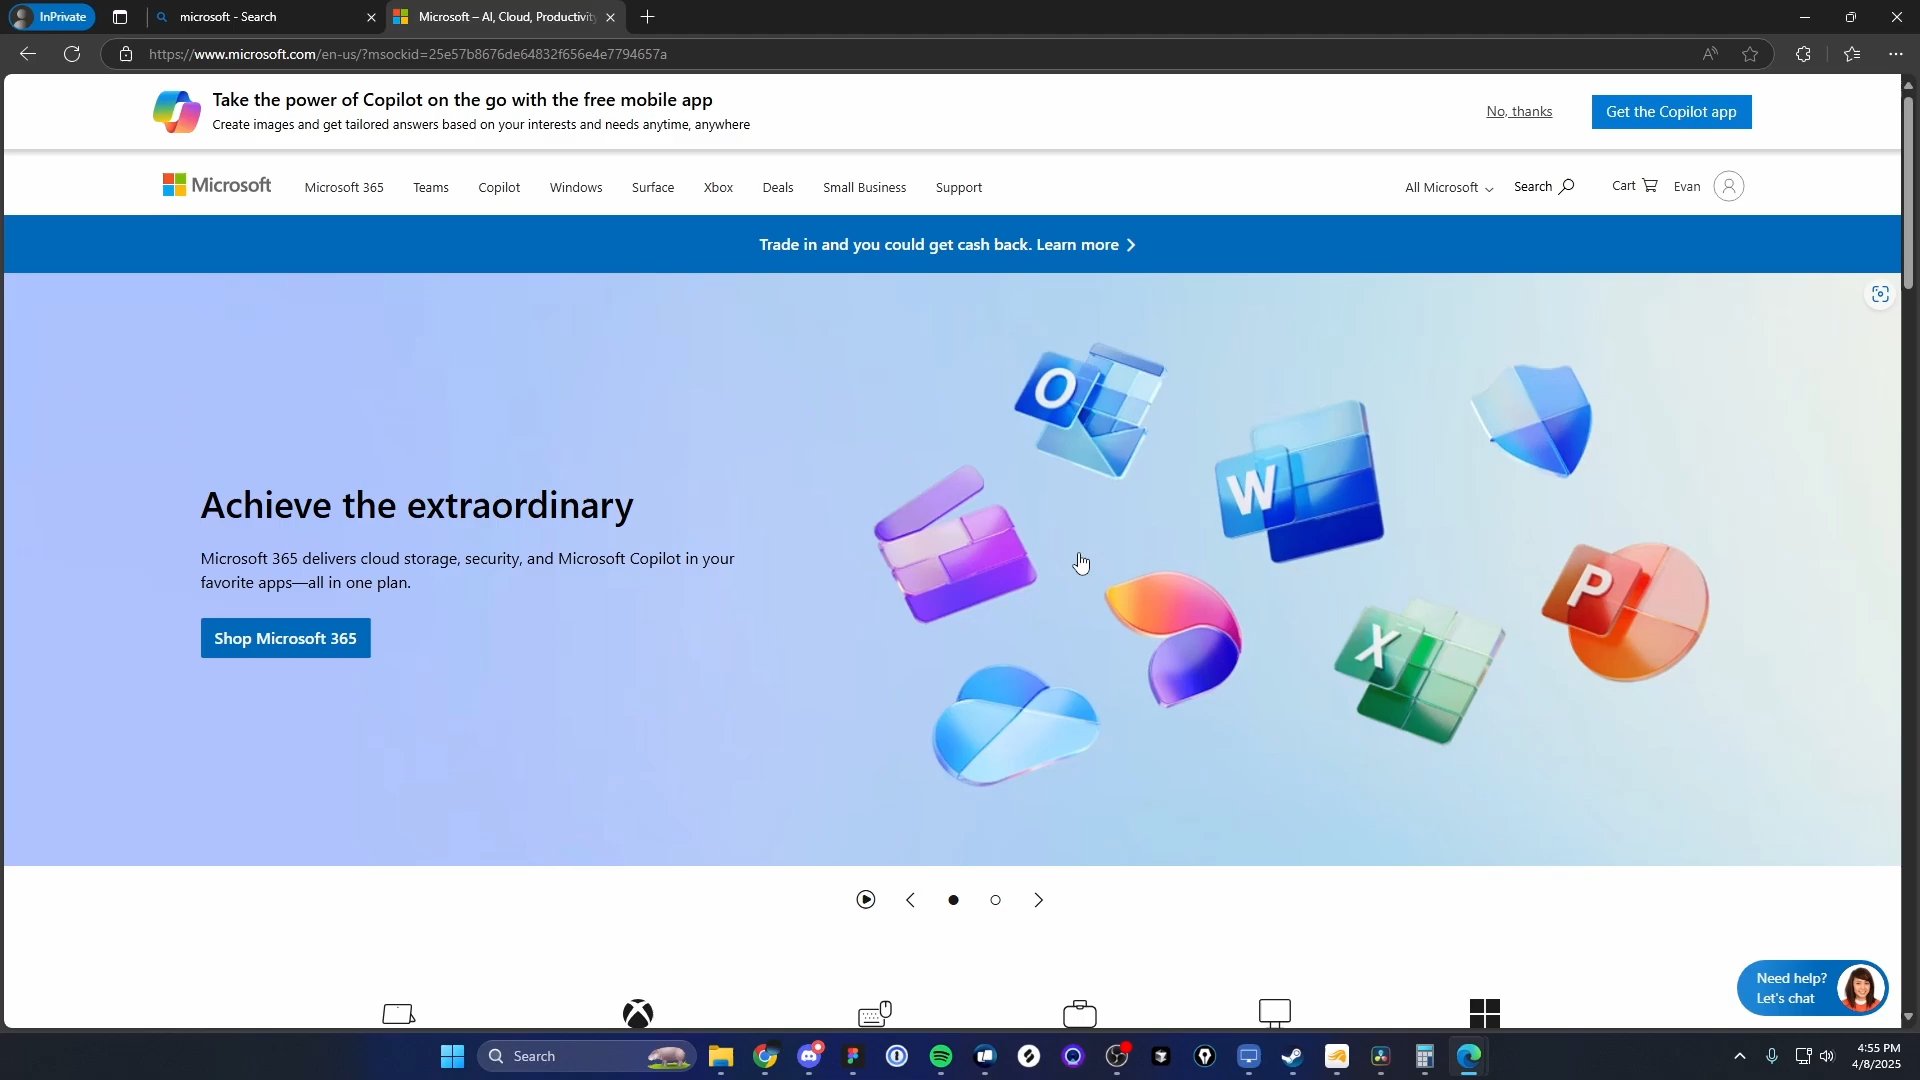 InPrivate
microsoft - Search
Microsoft – AI, Cloud, Productivity
https://www.microsoft.com/en-us/?msockid=25e57b8676de64832f656e4e7794657a
Take the power of Copilot on the go with the free mobile app
Create images and get tailored answers based on your interests and needs anytime, anywhere
No, thanks
Get the Copilot app
Microsoft
Microsoft 365
Teams
Copilot
Windows
Surface
Xbox
Deals
Small Business
Support
All Microsoft
Search
Cart
Evan
Trade in and you could get cash back. Learn more
O
W
X
P
Achieve the extraordinary
Microsoft 365 delivers cloud storage, security, and Microsoft Copilot in your
favorite apps—all in one plan.
Shop Microsoft 365
Need help?
Let's chat
Search
4:55 PM
4/8/2025